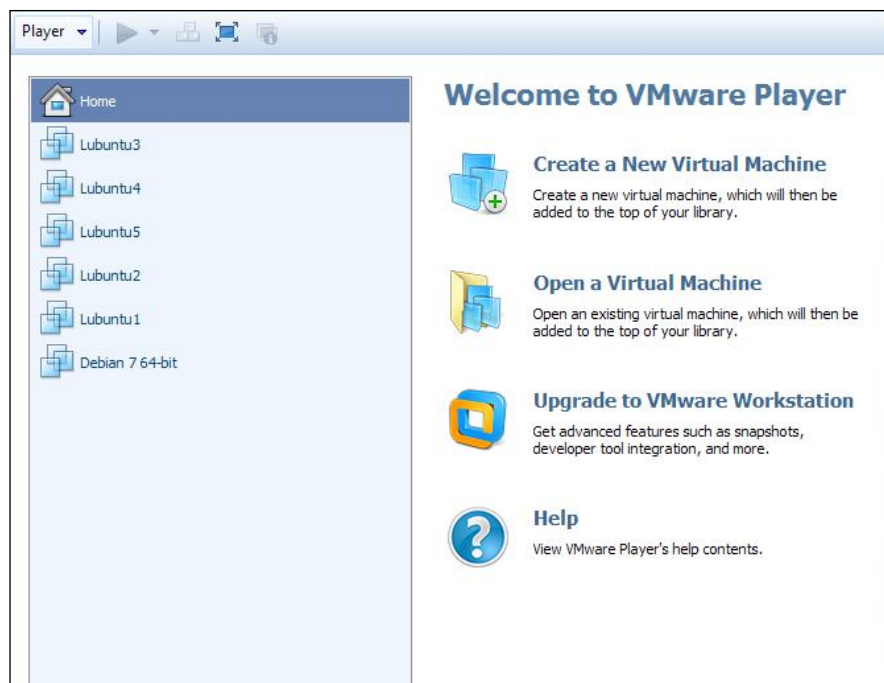 Player
Home
Lubuntu3
Lubuntu4
Lubuntu5
Lubuntu2
Lubuntu1
Debian 7 64-bit
Welcome to VMware Player
Create a New Virtual Machine
Create a new virtual machine, which will then be
added to the top of your library.
Open a Virtual Machine
Open an existing virtual machine, which will then be
added to the top of your library.
Upgrade to VMware Workstation
Get advanced features such as snapshots,
developer tool integration, and more.
Help
View VMware Player's help contents.